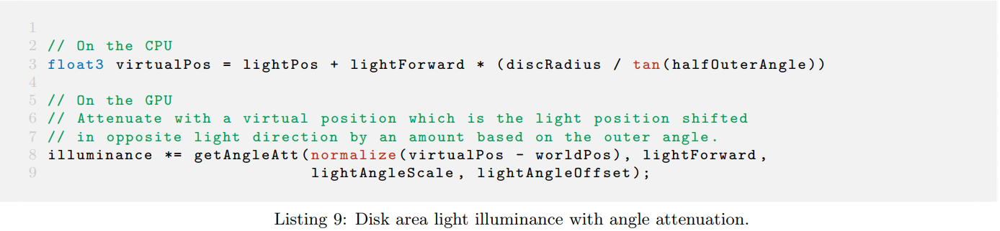 1
2 // On the CPU
3 float3 virtualPos = lightPos + lightForward * (discRadius / tan(halfOuterAngle))
4
5 // On the GPU
6 // Attenuate with a virtual position which is the light position shifted
7 // in opposite light direction by an amount based on the outer angle.
8 illuminance *= getAngleAtt(normalize(virtualPos - worldPos), lightForward,
9 lightAngleScale, lightAngleOffset);
Listing 9: Disk area light illuminance with angle attenuation.